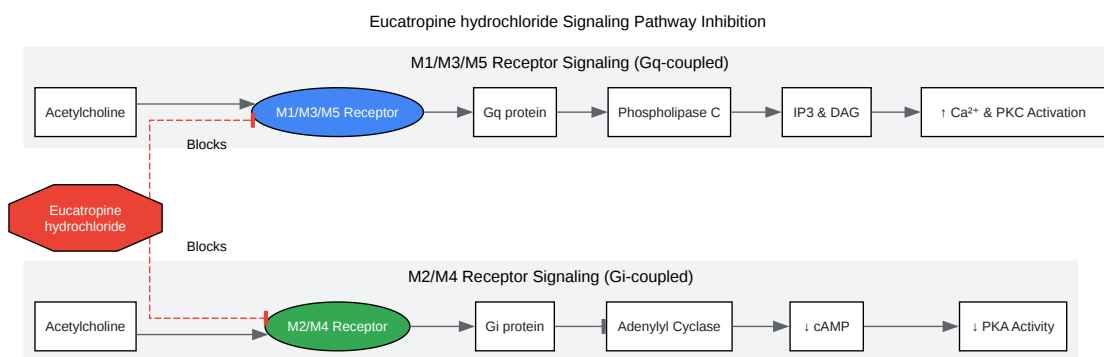 Eucatropine hydrochloride Signaling Pathway Inhibition
M1/M3/M5 Receptor Signaling (Gq-coupled)
Acetylcholine
M1/M3/M5 Receptor
Gq protein
Phospholipase C
IP3 & DAG
↑ Ca²⁺ & PKC Activation
Blocks
Eucatropine
hydrochloride
Blocks
M2/M4 Receptor Signaling (Gi-coupled)
Acetylcholine
M2/M4 Receptor
Gi protein
Adenylyl Cyclase
↓ cAMP
↓ PKA Activity